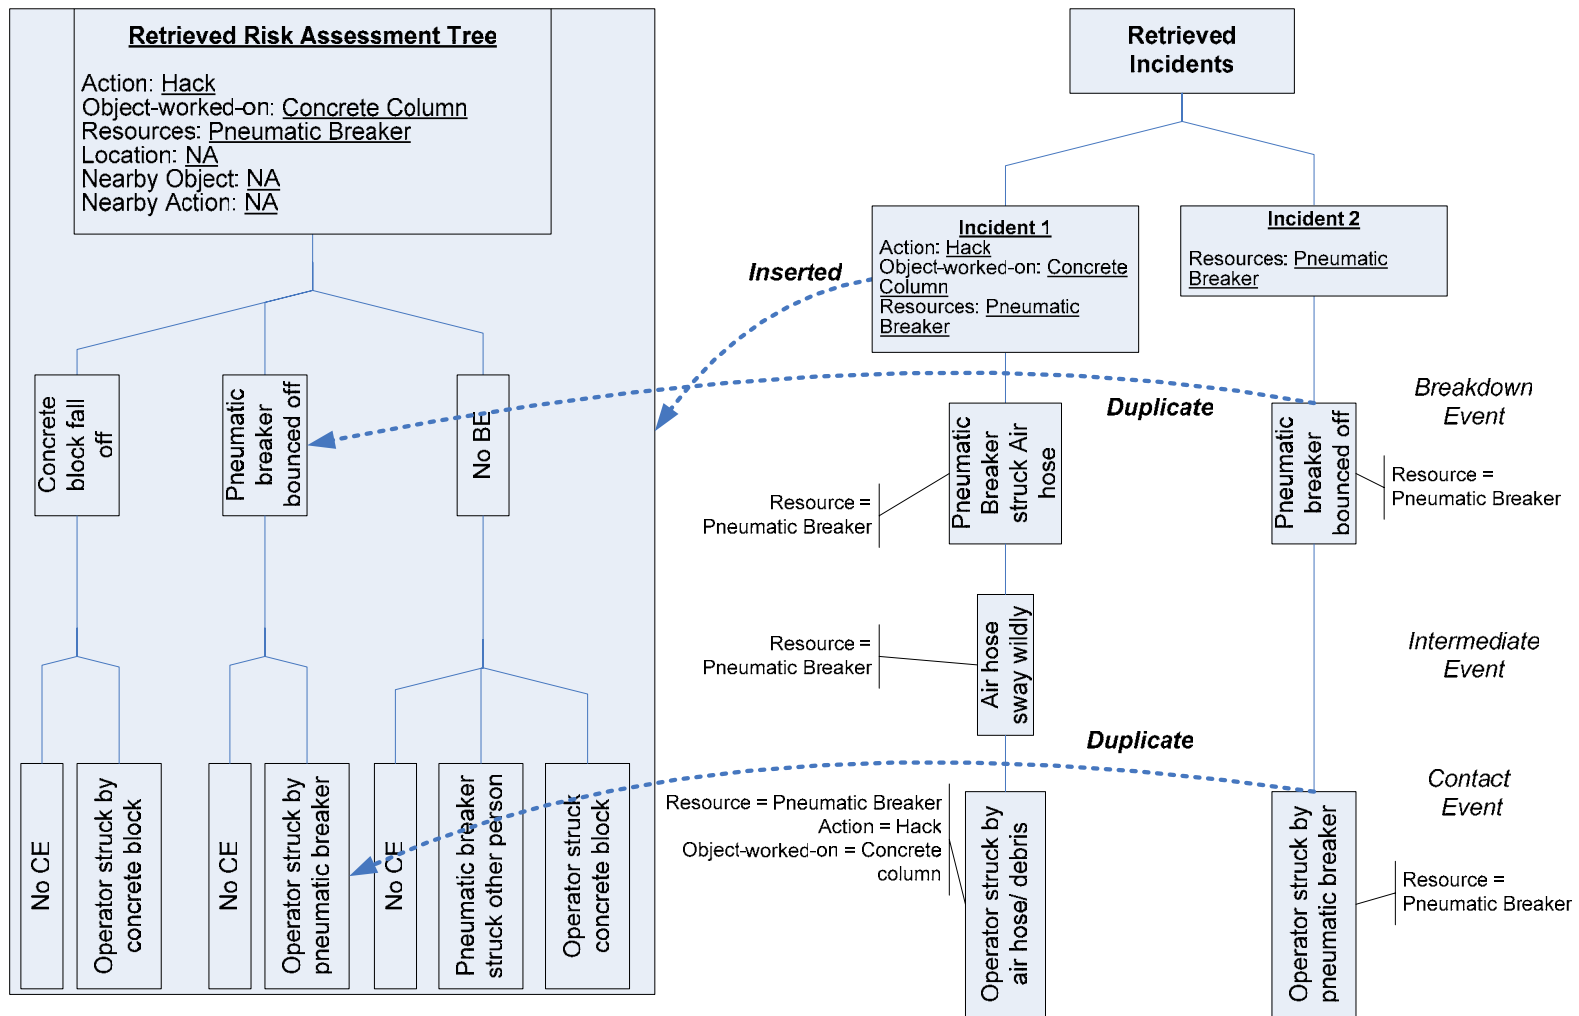 Retrieved Risk Assessment Tree
Action: Hack
Object-worked-on: Concrete Column
Resources: Pneumatic Breaker
Location: NA
Nearby Object: NA
Nearby Action: NA
Concrete
block fall
off
Pneumatic
breaker
bounced off
No BE
No CE
Operator struck by
concrete block
No CE
Operator struck by
pneumatic breaker
No CE
Pneumatic breaker
struck other person
Operator struck
concrete block
Retrieved
Incidents
Incident 1
Action: Hack
Object-worked-on: Concrete
Column
Resources: Pneumatic
Breaker
Incident 2
Resources: Pneumatic
Breaker
Inserted
Duplicate
Breakdown
Event
Pneumatic
Breaker
struck Air
hose
Resource =
Pneumatic Breaker
Pneumatic
breaker
bounced off
Resource =
Pneumatic Breaker
Air hose
sway wildly
Resource =
Pneumatic Breaker
Intermediate
Event
Duplicate
Contact
Event
Resource = Pneumatic Breaker
Action = Hack
Object-worked-on = Concrete
column
Operator struck by
air hose/ debris
Operator struck by
pneumatic breaker
Resource =
Pneumatic Breaker